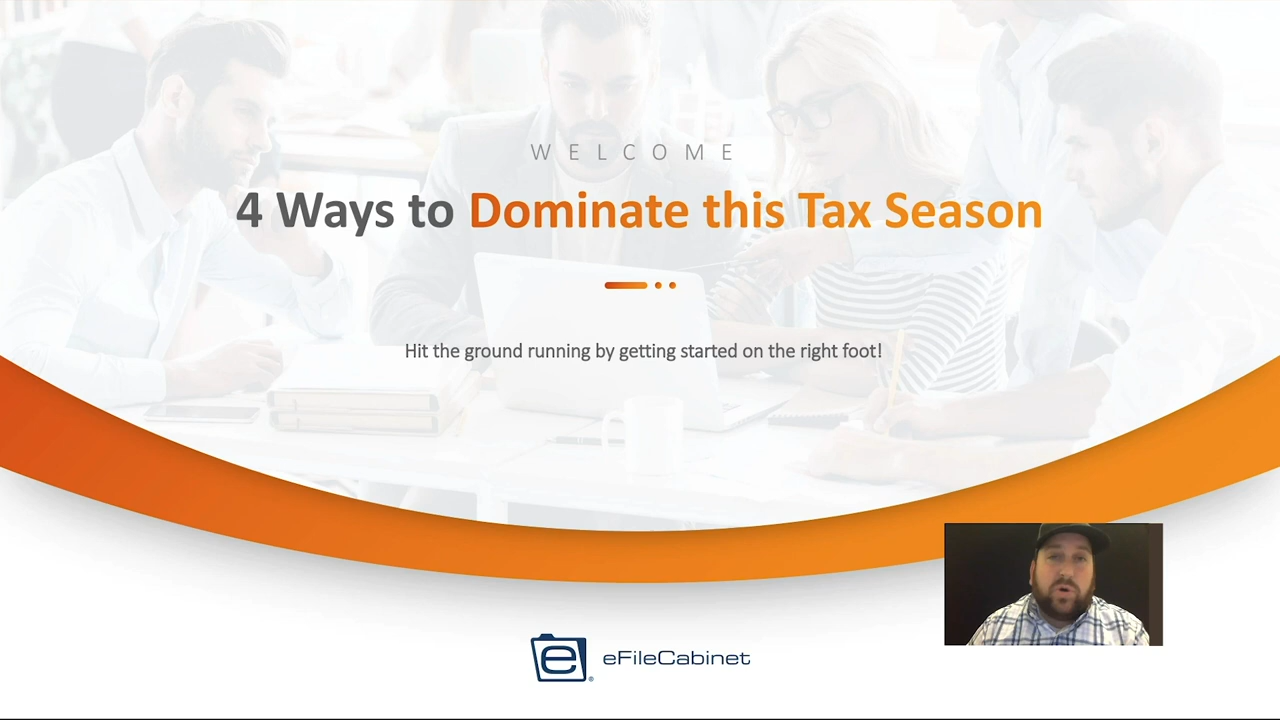 WELCOME
4 Ways to Dominate this Tax Season
Hit the ground running by getting started on the right foot!
e
®
eFileCabinet